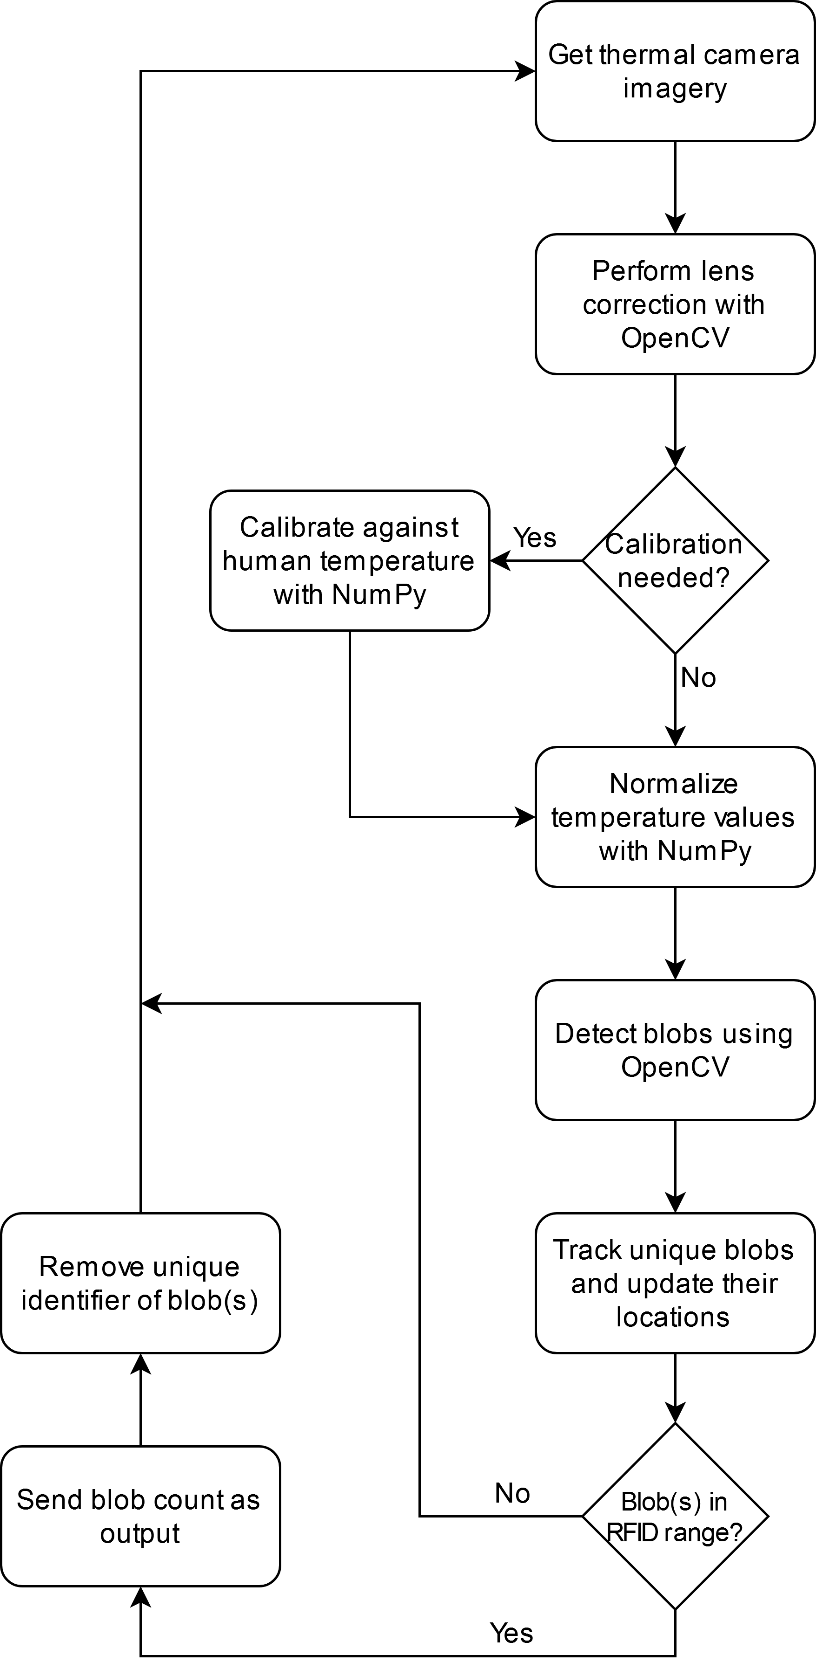 Get thermal camera
imagery
Perform lens
correction with
OpenCV
Calibration
needed?
Yes
Calibrate against
human temperature
with NumPy
No
Normalize
temperature values
with NumPy
Detect blobs using
OpenCV
Track unique blobs
and update their
locations
Blob(s) in
RFID range?
No
Yes
Send blob count as
output
Remove unique
identifier of blob(s)